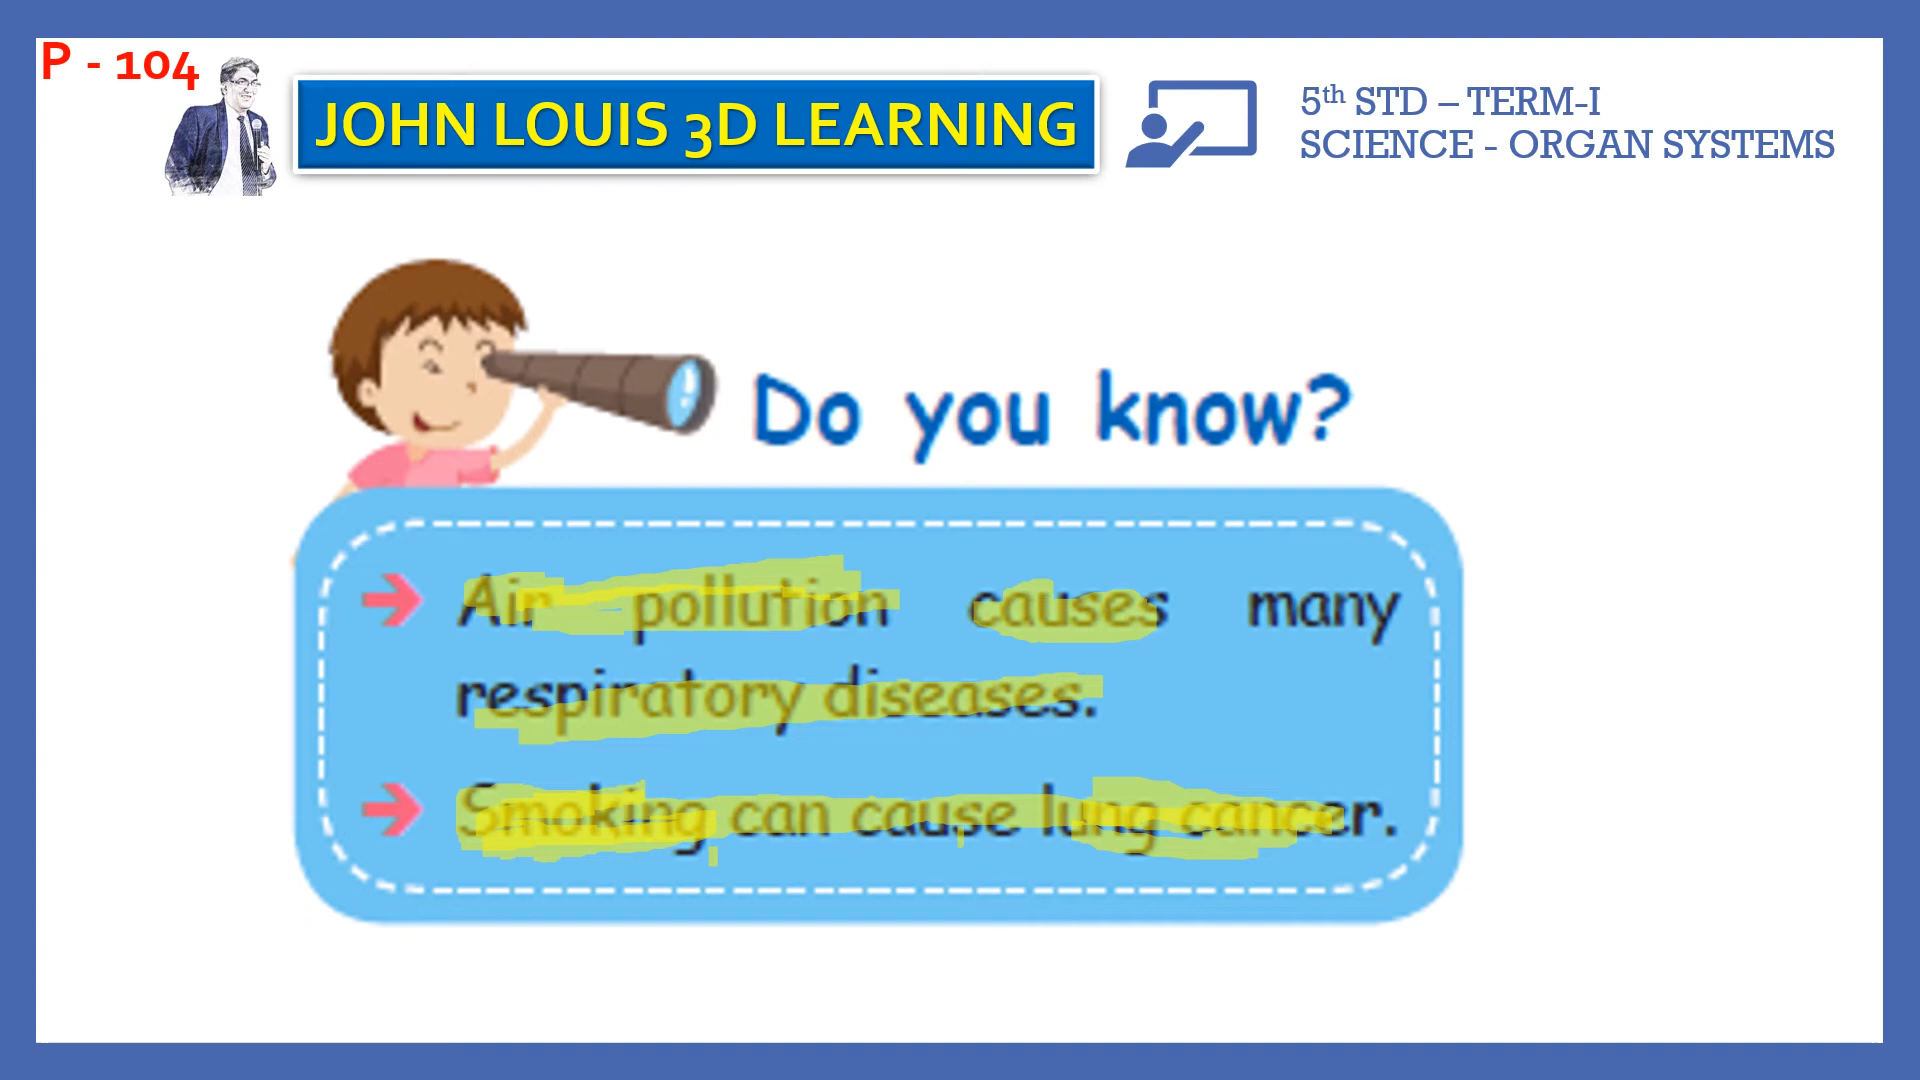 P - 104
JOHN LOUIS 3D LEARNING
5th STD – TERM-I
SCIENCE - ORGAN SYSTEMS
Do you know?
Air pollution causes many
respiratory diseases.
Smoking can cause lung cancer.